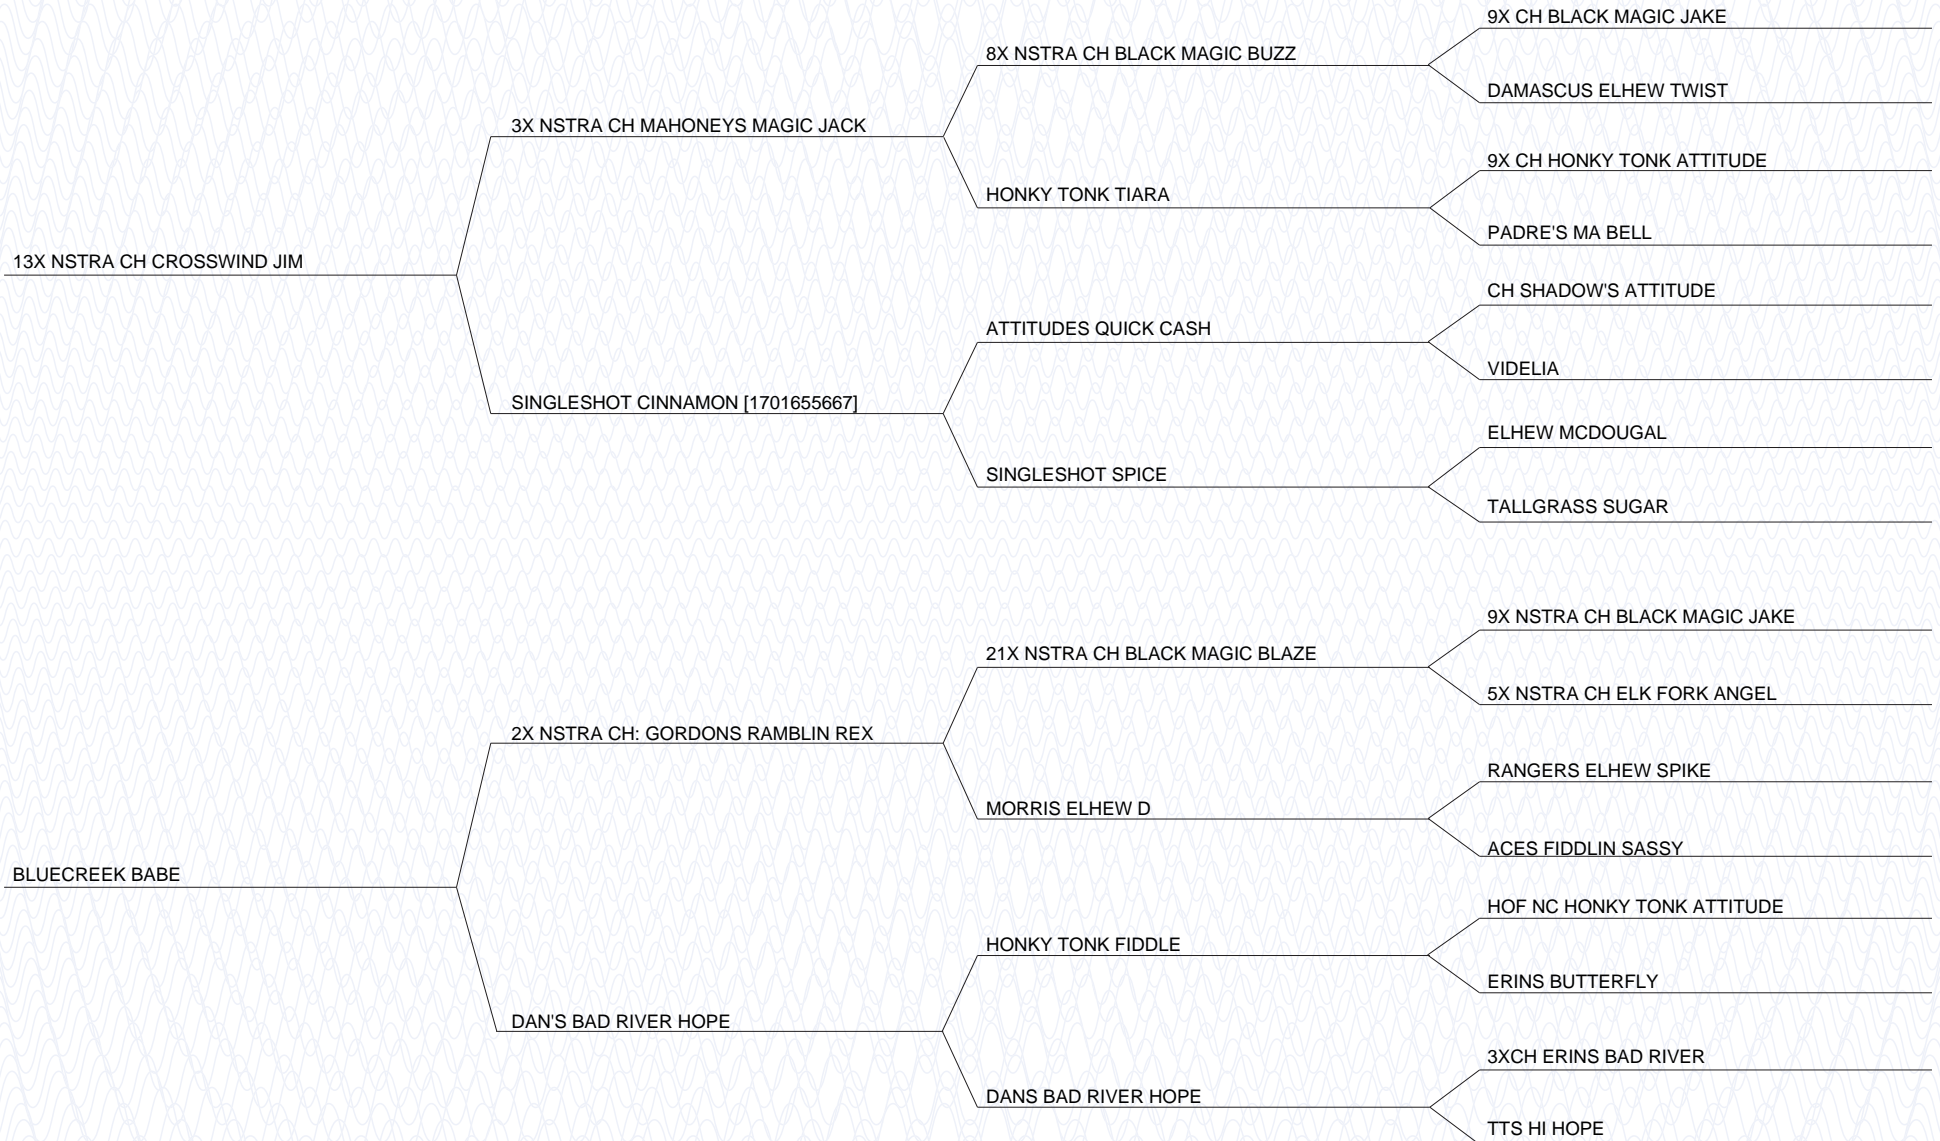 9X CH BLACK MAGIC JAKE
8X NSTRA CH BLACK MAGIC BUZZ
DAMASCUS ELHEW TWIST
3X NSTRA CH MAHONEYS MAGIC JACK
9X CH HONKY TONK ATTITUDE
HONKY TONK TIARA
PADRE'S MA BELL
13X NSTRA CH CROSSWIND JIM
CH SHADOW'S ATTITUDE
ATTITUDES QUICK CASH
VIDELIA
SINGLESHOT CINNAMON [1701655667]
ELHEW MCDOUGAL
SINGLESHOT SPICE
TALLGRASS SUGAR
9X NSTRA CH BLACK MAGIC JAKE
21X NSTRA CH BLACK MAGIC BLAZE
5X NSTRA CH ELK FORK ANGEL
2X NSTRA CH: GORDONS RAMBLIN REX
RANGERS ELHEW SPIKE
MORRIS ELHEW D
ACES FIDDLIN SASSY
BLUECREEK BABE
HOF NC HONKY TONK ATTITUDE
HONKY TONK FIDDLE
ERINS BUTTERFLY
DAN'S BAD RIVER HOPE
3XCH ERINS BAD RIVER
DANS BAD RIVER HOPE
TTS HI HOPE